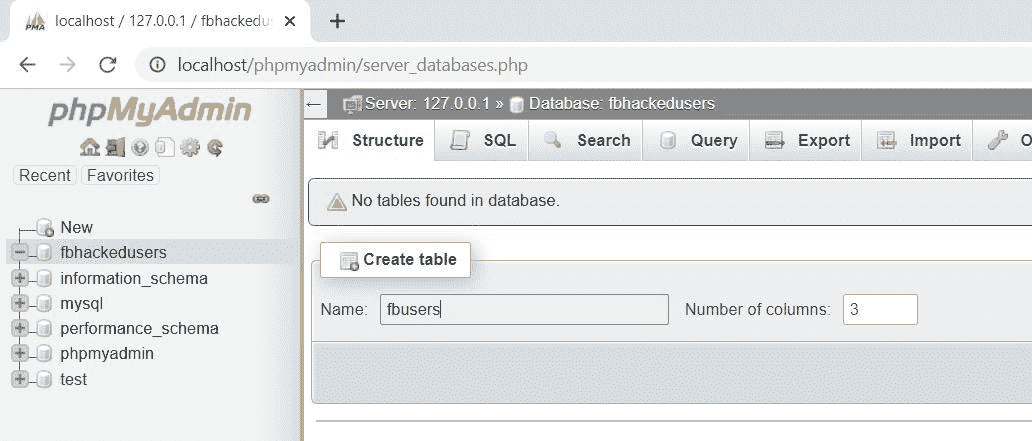 localhost / 127.0.0.1 / fbhackedus
localhost/phpmyadmin/server_databases.php
phpMyAdmin
Recent Favorites
New
fbhackedusers
information_schema
mysql
performance_schema
phpmyadmin
test
Server: 127.0.0.1 » Database: fbhackedusers
Structure SQL Search Query Export Import O
No tables found in database.
Create table
Name: fbusers Number of columns: 3